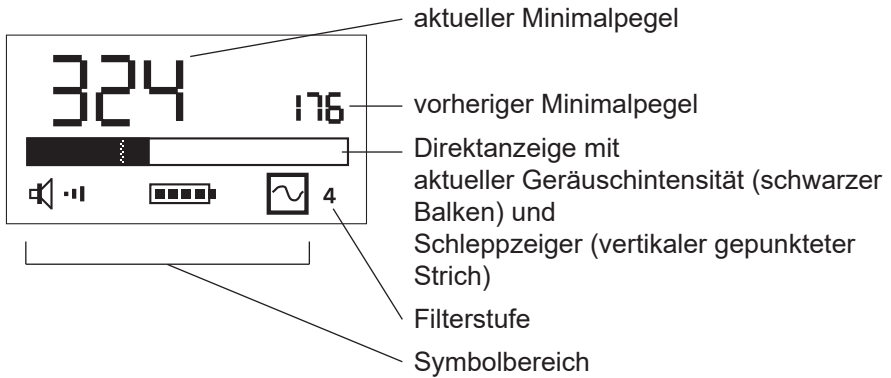 aktueller Minimalpegel
324
176
vorheriger Minimalpegel
Direktanzeige mit
aktueller Geräuschintensität (schwarzer
Balken) und
Schleppzeiger (vertikaler gepunkteter
Strich)
4
Filterstufe
Symbolbereich